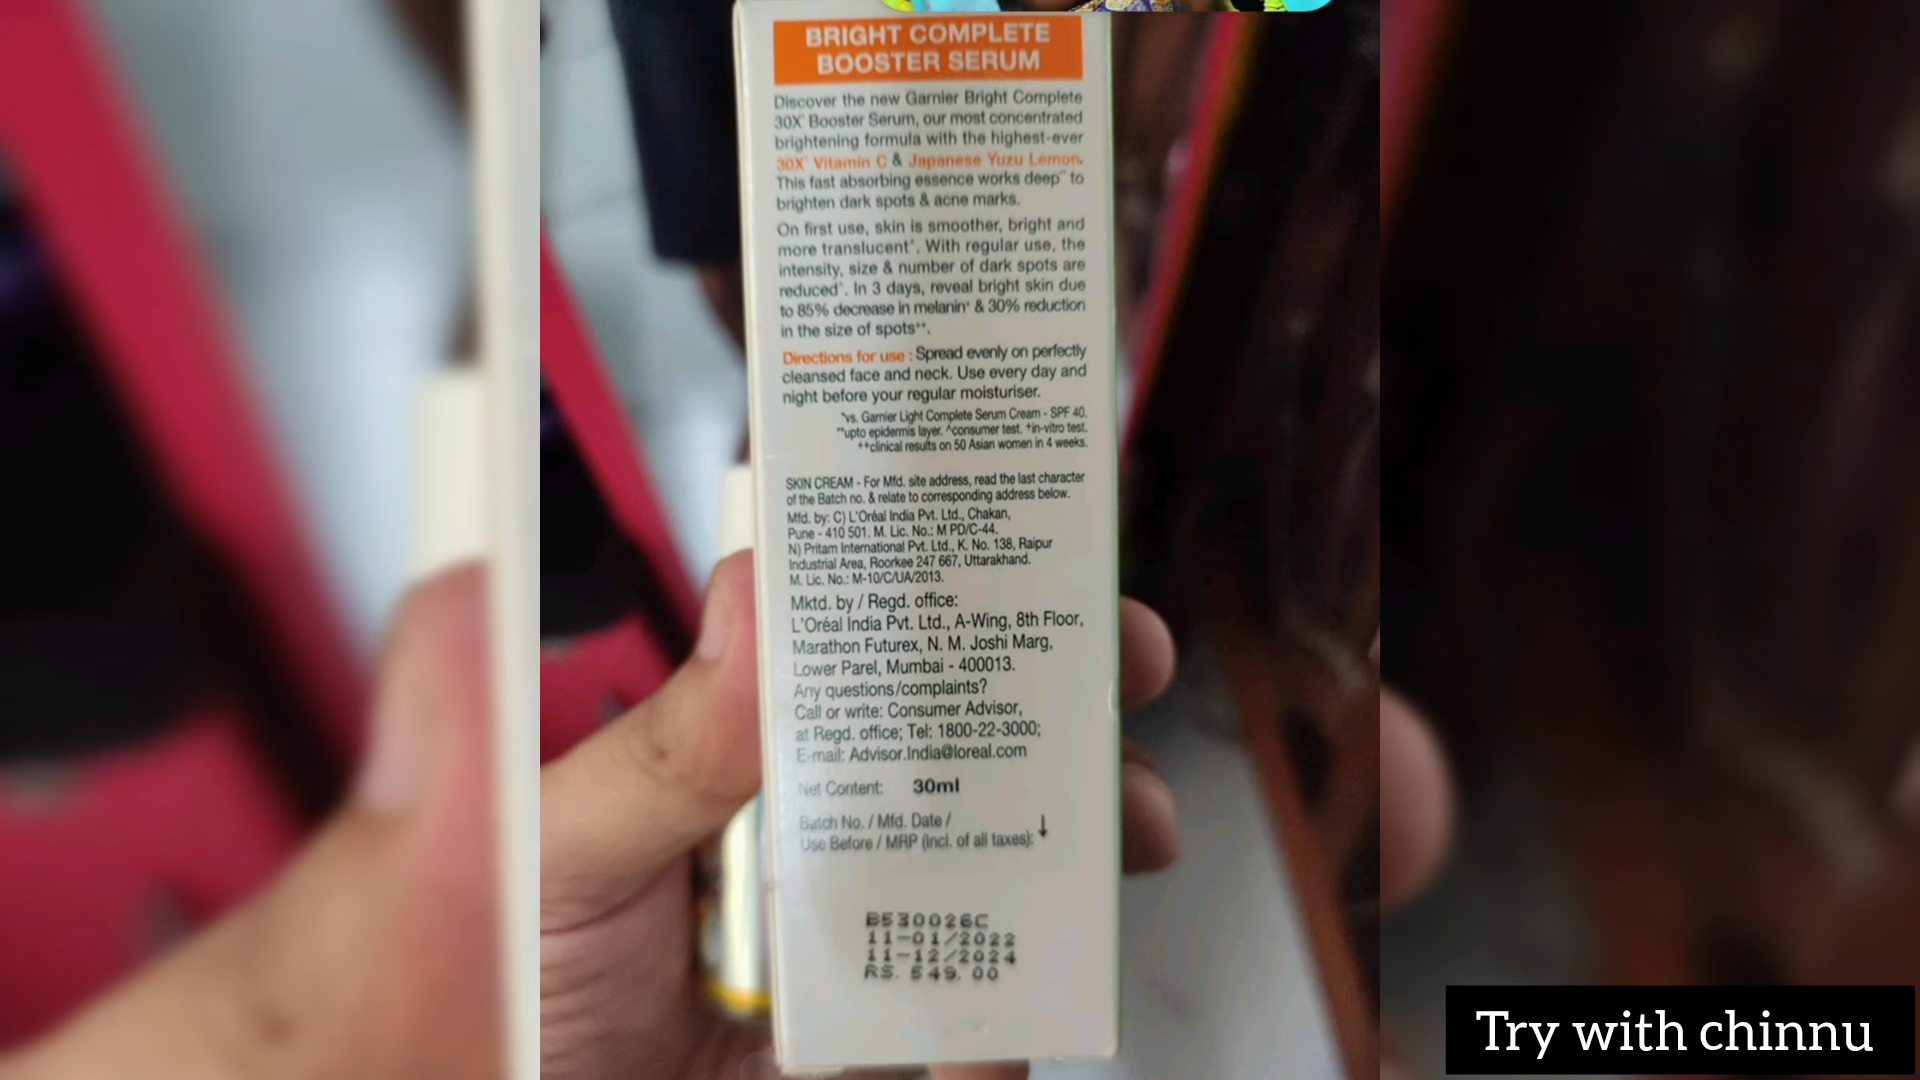 BRIGHT COMPLETE
BOOSTER SERUM
Discover the new Garnier Bright Complete
30X* Booster Serum, our most concentrated
brightening formula with the highest-ever
30X* Vitamin C & Japanese Yuzu Lemon.
This fast absorbing essence works deep** to
brighten dark spots & acne marks.
On first use, skin is smoother, bright and
more translucent^. With regular use, the
intensity, size & number of dark spots are
reduced^. In 3 days, reveal bright skin due
to 85% decrease in melanin+ & 30% reduction
in the size of spots++.
Directions for use : Spread evenly on perfectly
cleansed face and neck. Use every day and
night before your regular moisturiser.
*vs. Garnier Light Complete Serum Cream - SPF 40.
**upto epidermis layer. ^consumer test. +in-vitro test.
++clinical results on 50 Asian women in 4 weeks.
SKIN CREAM - For Mfd. site address, read the last character
of the Batch no. & relate to corresponding address below.
Mfd. by: C) L'Oréal India Pvt. Ltd., Chakan,
Pune - 410 501. M. Lic. No.: M PD/C-44.
N) Pritam International Pvt. Ltd., K. No. 138, Raipur
Industrial Area, Roorkee 247 667, Uttarakhand.
M. Lic. No.: M-10/C/UA/2013.
Mktd. by / Regd. office:
L'Oréal India Pvt. Ltd., A-Wing, 8th Floor,
Marathon Futurex, N. M. Joshi Marg,
Lower Parel, Mumbai - 400013.
Any questions/complaints?
Call or write: Consumer Advisor,
at Regd. office; Tel: 1800-22-3000;
E-mail: Advisor.India@loreal.com
Net Content: 30ml
Batch No. / Mfd. Date /
Use Before / MRP (Incl. of all taxes): ↓
B530026C
11-01/2022
11-12/2024
RS. 549.00
Try with chinnu